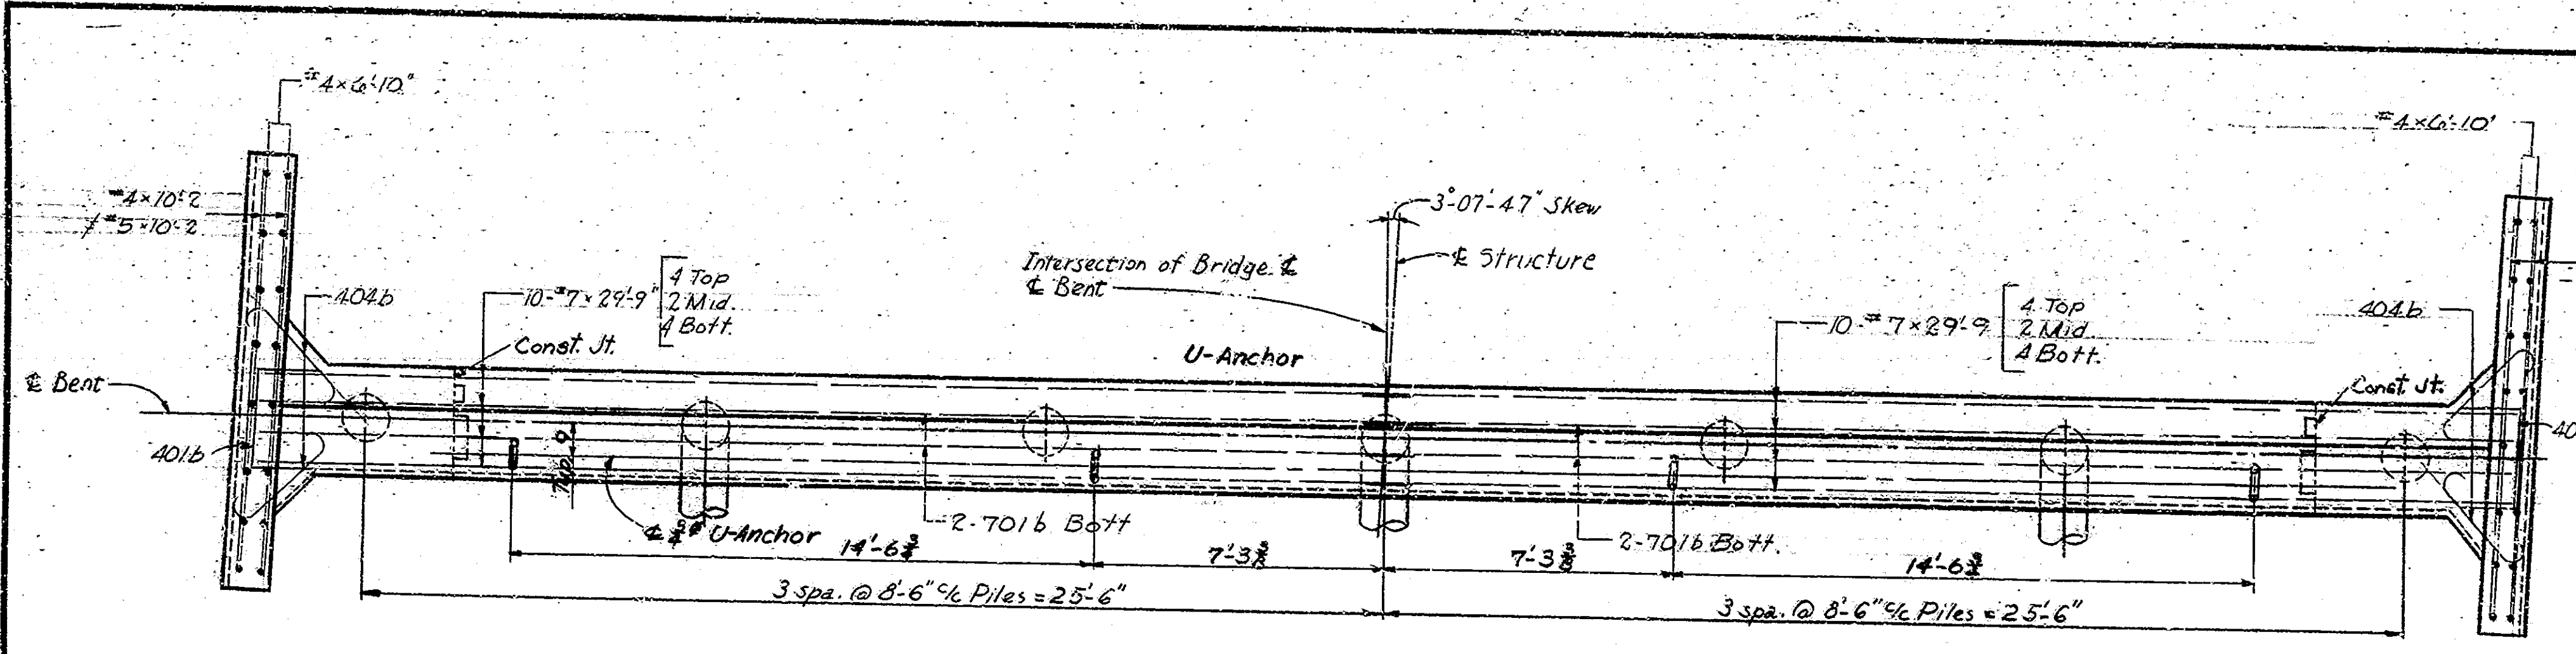 #4×6'-10"
#4×6'-10'
#4×10'-2
#5×10'-2
3°-07'-47" Skew
℄ Structure
Intersection of Bridge ℄
℄ Bent
404b
10-#7×29'-9"
4 Top
2 Mid.
4 Bott.
Const. Jt.
U-Anchor
10-#7×29'-9
4 Top
2 Mid.
4 Bott.
404b
Const. Jt.
℄ Bent
401b
Typ. 9
40
℄ ¾"ø U-Anchor
2-701b Bott
2-701b Bott.
14'-6¾
7'-3⅜
7'-3⅜
14'-6¾
3 spa. @ 8'-6" c/c Piles = 25'-6"
3 spa. @ 8'-6" c/c Piles = 25'-6"